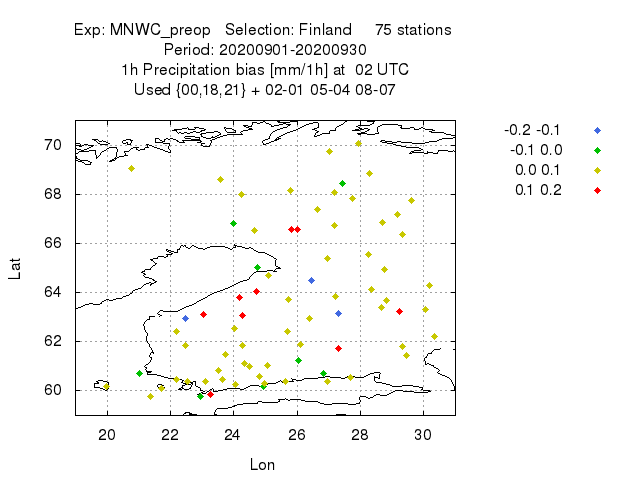 Exp: MNWC_preop   Selection: Finland     75 stations
Period: 20200901-20200930
1h Precipitation bias [mm/1h] at  02 UTC
Used {00,18,21} + 02-01 05-04 08-07
-0.2 -0.1
-0.1 0.0
0.0 0.1
0.1 0.2
70
68
66
64
62
60
Lat
20 22 24 26 28 30
Lon